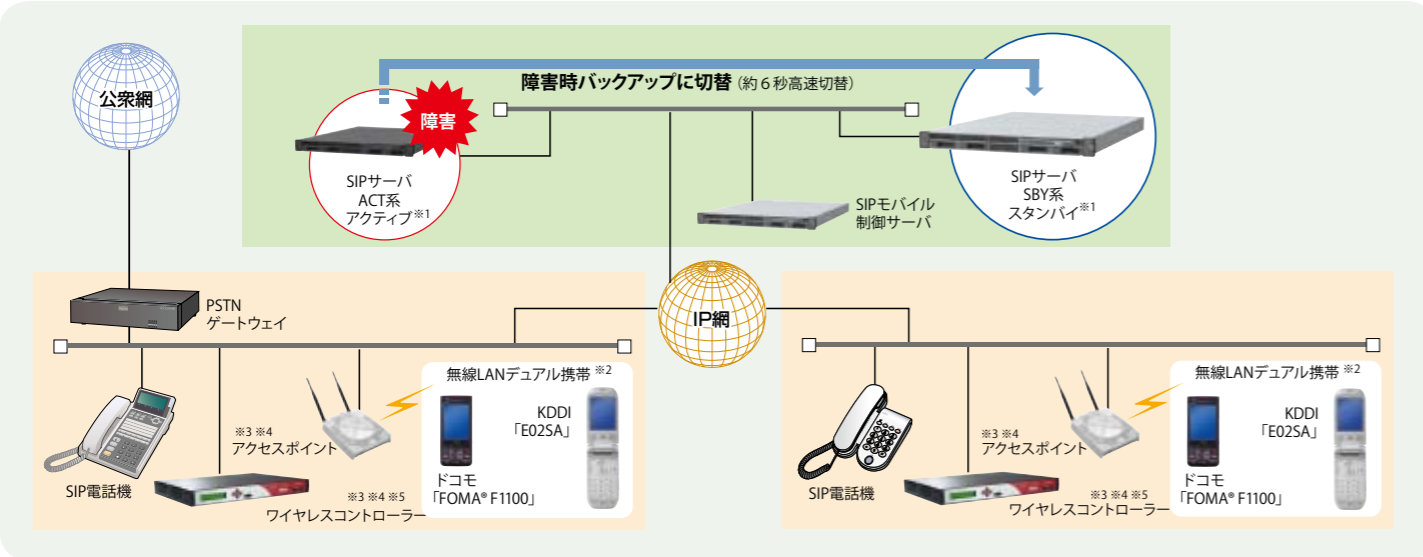 公衆網
障害時バックアップに切替（約６秒高速切替）
障害
SIPサーバ
ACT系
アクティブ※1
SIPモバイル
制御サーバ
SIPサーバ
SBY系
スタンバイ※1
PSTN
ゲートウェイ
IP網
無線LANデュアル携帯 ※2
KDDI
「E02SA」
※3 ※4
アクセスポイント
ドコモ
「FOMA® F1100」
SIP電話機
※3 ※4 ※5
ワイヤレスコントローラー
無線LANデュアル携帯 ※2
KDDI
「E02SA」
※3 ※4
アクセスポイント
ドコモ
「FOMA® F1100」
SIP電話機
※3 ※4 ※5
ワイヤレスコントローラー